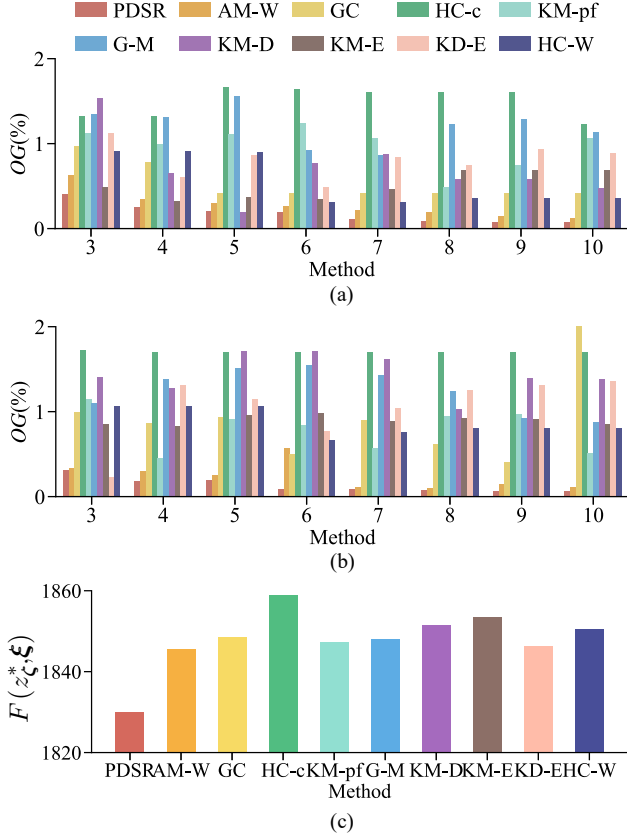 PDSR AM-W GC HC-c KM-pf
G-M KM-D KM-E KD-E HC-W
2
1
0
OG(%)
3 4 5 6 7 8 9 10
Method
(a)
2
1
0
OG(%)
3 4 5 6 7 8 9 10
Method
(b)
1860
1840
1820
F(z*ζ,ξ)
PDSR AM-W GC HC-c KM-pf G-M KM-D KM-E KD-E HC-W
Method
(c)